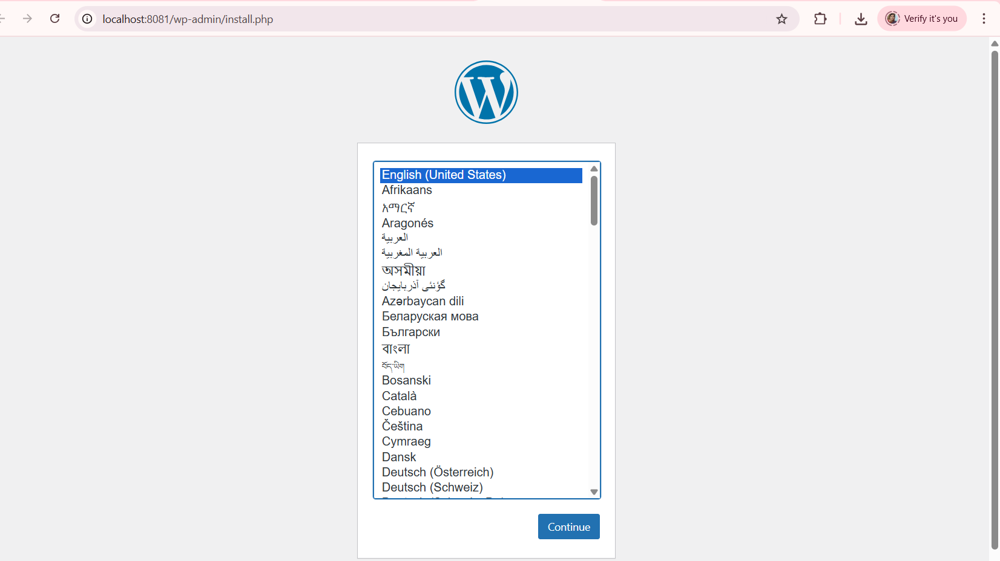 localhost:8081/wp-admin/install.php
Verify it's you
English (United States)
Afrikaans
አማርኛ
Aragonés
العربية
العربية المغربية
অসমীয়া
گؤنئی آذربایجان
Azərbaycan dili
Беларуская мова
Български
বাংলা
བོད་ཡིག
Bosanski
Català
Cebuano
Čeština
Cymraeg
Dansk
Deutsch (Österreich)
Deutsch (Schweiz)
Continue